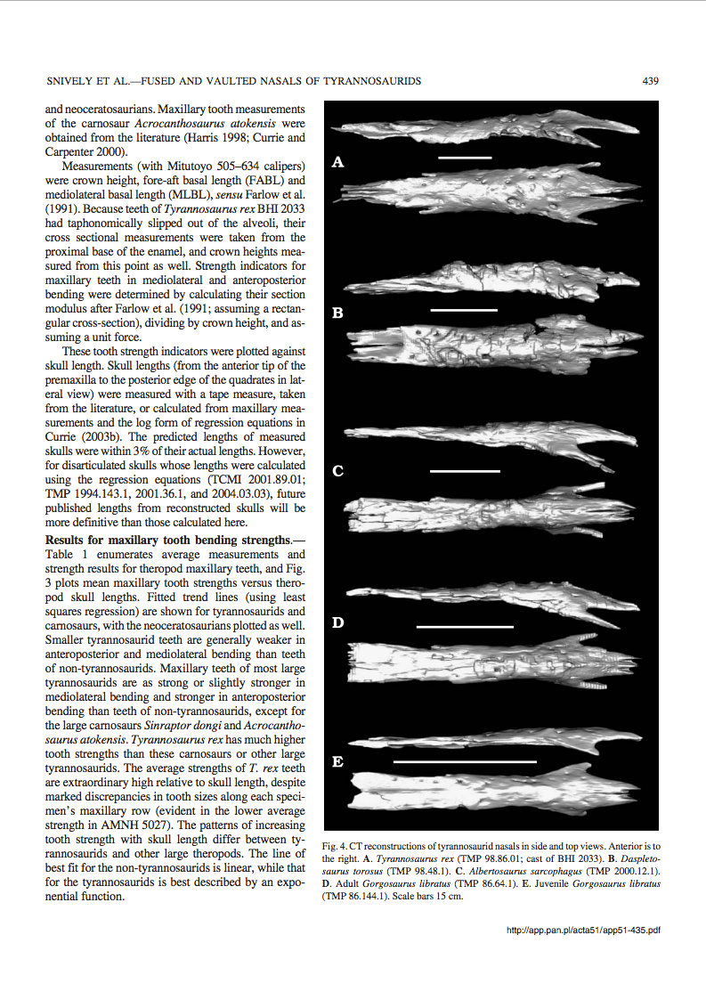 SNIVELY ET AL.—FUSED AND VAULTED NASALS OF TYRANNOSAURIDS 439
and neoceratosaurians. Maxillary tooth measurements
of the carnosaur Acrocanthosaurus atokensis were
obtained from the literature (Harris 1998; Currie and
Carpenter 2000).
Measurements (with Mitutoyo 505–634 calipers)
were crown height, fore-aft basal length (FABL) and
mediolateral basal length (MLBL), sensu Farlow et al.
(1991). Because teeth of Tyrannosaurus rex BHI 2033
had taphonomically slipped out of the alveoli, their
cross sectional measurements were taken from the
proximal base of the enamel, and crown heights mea-
sured from this point as well. Strength indicators for
maxillary teeth in mediolateral and anteroposterior
bending were determined by calculating their section
modulus after Farlow et al. (1991; assuming a rectan-
gular cross-section), dividing by crown height, and as-
suming a unit force.
These tooth strength indicators were plotted against
skull length. Skull lengths (from the anterior tip of the
premaxilla to the posterior edge of the quadrates in lat-
eral view) were measured with a tape measure, taken
from the literature, or calculated from maxillary mea-
surements and the log form of regression equations in
Currie (2003b). The predicted lengths of measured
skulls were within 3% of their actual lengths. However,
for disarticulated skulls whose lengths were calculated
using the regression equations (TCMI 2001.89.01;
TMP 1994.143.1, 2001.36.1, and 2004.03.03), future
published lengths from reconstructed skulls will be
more definitive than those calculated here.
Results for maxillary tooth bending strengths.—
Table 1 enumerates average measurements and
strength results for theropod maxillary teeth, and Fig.
3 plots mean maxillary tooth strengths versus thero-
pod skull lengths. Fitted trend lines (using least
squares regression) are shown for tyrannosaurids and
carnosaurs, with the neoceratosaurians plotted as well.
Smaller tyrannosaurid teeth are generally weaker in
anteroposterior and mediolateral bending than teeth
of non-tyrannosaurids. Maxillary teeth of most large
tyrannosaurids are as strong or slightly stronger in
mediolateral bending and stronger in anteroposterior
bending than teeth of non-tyrannosaurids, except for
the large carnosaurs Sinraptor dongi and Acrocantho-
saurus atokensis. Tyrannosaurus rex has much higher
tooth strengths than these carnosaurs or other large
tyrannosaurids. The average strengths of T. rex teeth
are extraordinary high relative to skull length, despite
marked discrepancies in tooth sizes along each speci-
men's maxillary row (evident in the lower average
strength in AMNH 5027). The patterns of increasing
tooth strength with skull length differ between ty-
rannosaurids and other large theropods. The line of
best fit for the non-tyrannosaurids is linear, while that
for the tyrannosaurids is best described by an expo-
nential function.
A
B
C
D
E
Fig. 4. CT reconstructions of tyrannosaurid nasals in side and top views. Anterior is to
the right. A. Tyrannosaurus rex (TMP 98.86.01; cast of BHI 2033). B. Daspleto-
saurus torosus (TMP 98.48.1). C. Albertosaurus sarcophagus (TMP 2000.12.1).
D. Adult Gorgosaurus libratus (TMP 86.64.1). E. Juvenile Gorgosaurus libratus
(TMP 86.144.1). Scale bars 15 cm.
http://app.pan.pl/acta51/app51-435.pdf